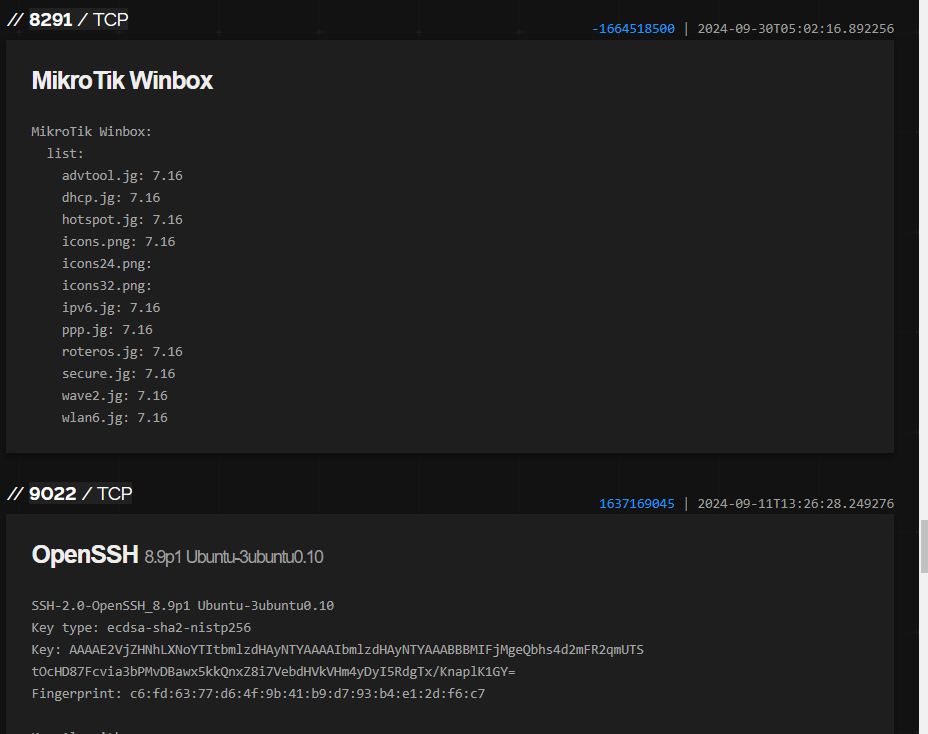 // 8291 / TCP
-1664518500 | 2024-09-30T05:02:16.892256
MikroTik Winbox
MikroTik Winbox:
list:
advtool.jg: 7.16
dhcp.jg: 7.16
hotspot.jg: 7.16
icons.png: 7.16
icons24.png:
icons32.png:
ipv6.jg: 7.16
ppp.jg: 7.16
roteros.jg: 7.16
secure.jg: 7.16
wave2.jg: 7.16
wlan6.jg: 7.16
// 9022 / TCP
1637169045 | 2024-09-11T13:26:28.249276
OpenSSH 8.9p1 Ubuntu-3ubuntu0.10
SSH-2.0-OpenSSH_8.9p1 Ubuntu-3ubuntu0.10
Key type: ecdsa-sha2-nistp256
Key: AAAAE2VjZHNhLXNoYTItbmlzdHAyNTYAAAAIbmlzdHAyNTYAAABBBMIFjMgeQbhs4d2mFR2qmUTS
tOcHD87Fcvia3bPMvDBawx5kkQnxZ8i7VebdHVkVHm4yDyI5RdgTx/KnaplK1GY=
Fingerprint: c6:fd:63:77:d6:4f:9b:41:b9:d7:93:b4:e1:2d:f6:c7